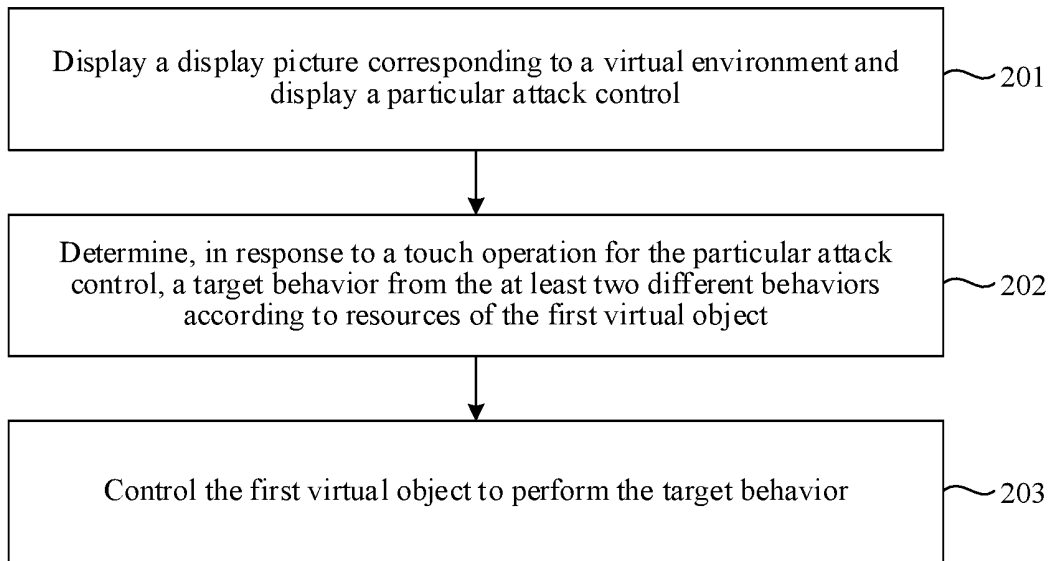 Display a display picture corresponding to a virtual environment and
display a particular attack control
201
Determine, in response to a touch operation for the particular attack
control, a target behavior from the at least two different behaviors
according to resources of the first virtual object
202
Control the first virtual object to perform the target behavior
203